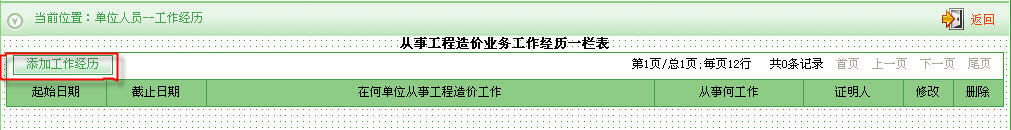 当前位置：单位人员--工作经历 返回
从事工程造价业务工作经历一栏表
添加工作经历 第1页/总1页;每页12行 共0条记录 首页 上一页 下一页 尾页
起始日期 截止日期 在何单位从事工程造价工作 从事何工作 证明人 修改 删除